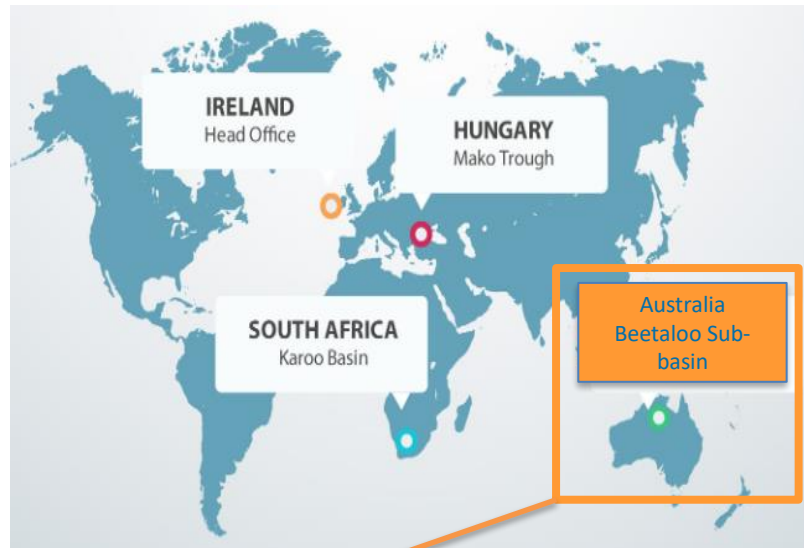 IRELAND
Head Office
HUNGARY
Mako Trough
SOUTH AFRICA
Karoo Basin
Australia
Beetaloo Sub-
basin